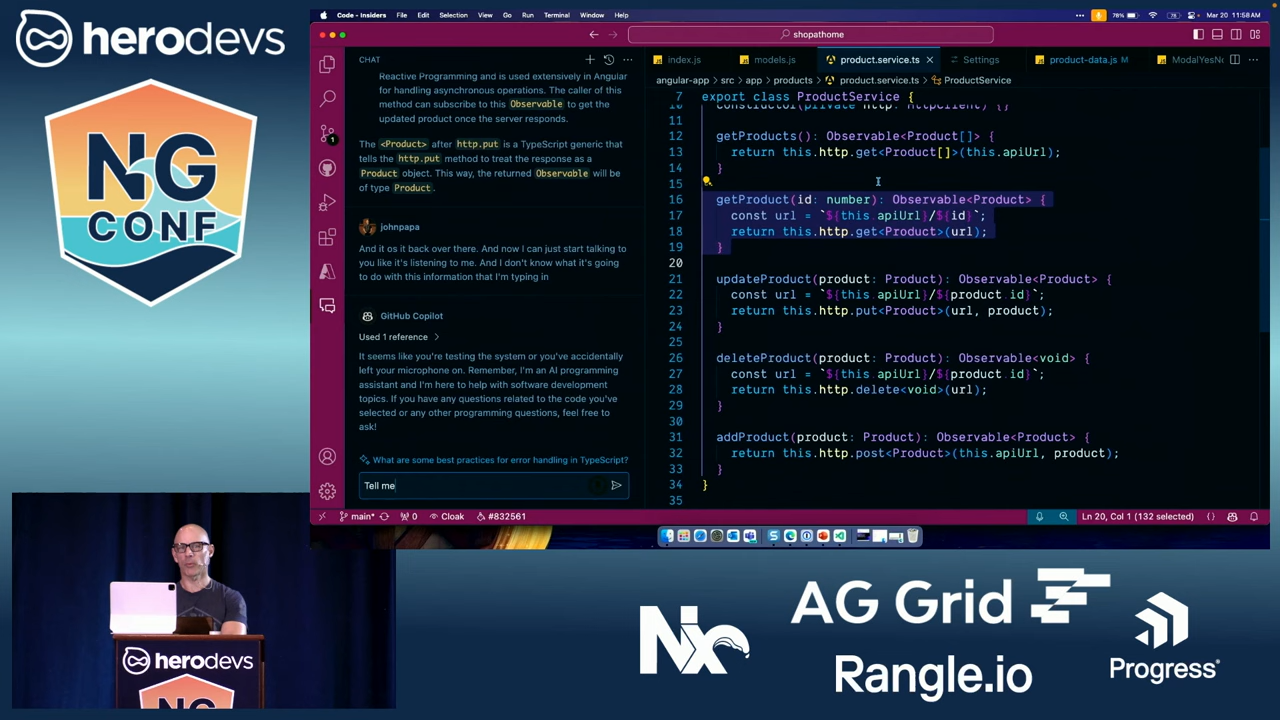 herodevs
NG
CONF
Code - Insiders File Edit Selection View Go Run Terminal Window Help
78%
Mar 20 11:58 AM
shopathome
CHAT
Reactive Programming and is used extensively in Angular
for handling asynchronous operations. The caller of this
method can subscribe to this Observable to get the
updated product once the server responds.
The <Product> after http.put is a TypeScript generic that
tells the http.put method to treat the response as a
Product object. This way, the returned Observable will be
of type Product.
johnpapa
And it os it back over there. And now I can just start talking to
you like it's listening to me. And I don't know what it's going
to do with this information that I'm typing in
GitHub Copilot
Used 1 reference
It seems like you're testing the system or you've accidentally
left your microphone on. Remember, I'm an AI programming
assistant and I'm here to help with software development
topics. If you have any questions related to the code you've
selected or any other programming questions, feel free to
ask!
What are some best practices for error handling in TypeScript?
Tell me
index.js models.js product.service.ts Settings product-data.js M ModalYesNo
angular-app > src > app > products > product.service.ts > ProductService
7 export class ProductService {
10 constructor(private http: HttpClient) {}
11
12 getProducts(): Observable<Product[]> {
13 return this.http.get<Product[]>(this.apiUrl);
14 }
15
16 getProduct(id: number): Observable<Product> {
17 const url = `${this.apiUrl}/${id}`;
18 return this.http.get<Product>(url);
19 }
20
21 updateProduct(product: Product): Observable<Product> {
22 const url = `${this.apiUrl}/${product.id}`;
23 return this.http.put<Product>(url, product);
24 }
25
26 deleteProduct(product: Product): Observable<void> {
27 const url = `${this.apiUrl}/${product.id}`;
28 return this.http.delete<void>(url);
29 }
30
31 addProduct(product: Product): Observable<Product> {
32 return this.http.post<Product>(this.apiUrl, product);
33 }
34 }
35
main* 0 Cloak #832561
Ln 20, Col 1 (132 selected)
herodevs
NG
Nx
AG Grid
Rangle.io
Progress